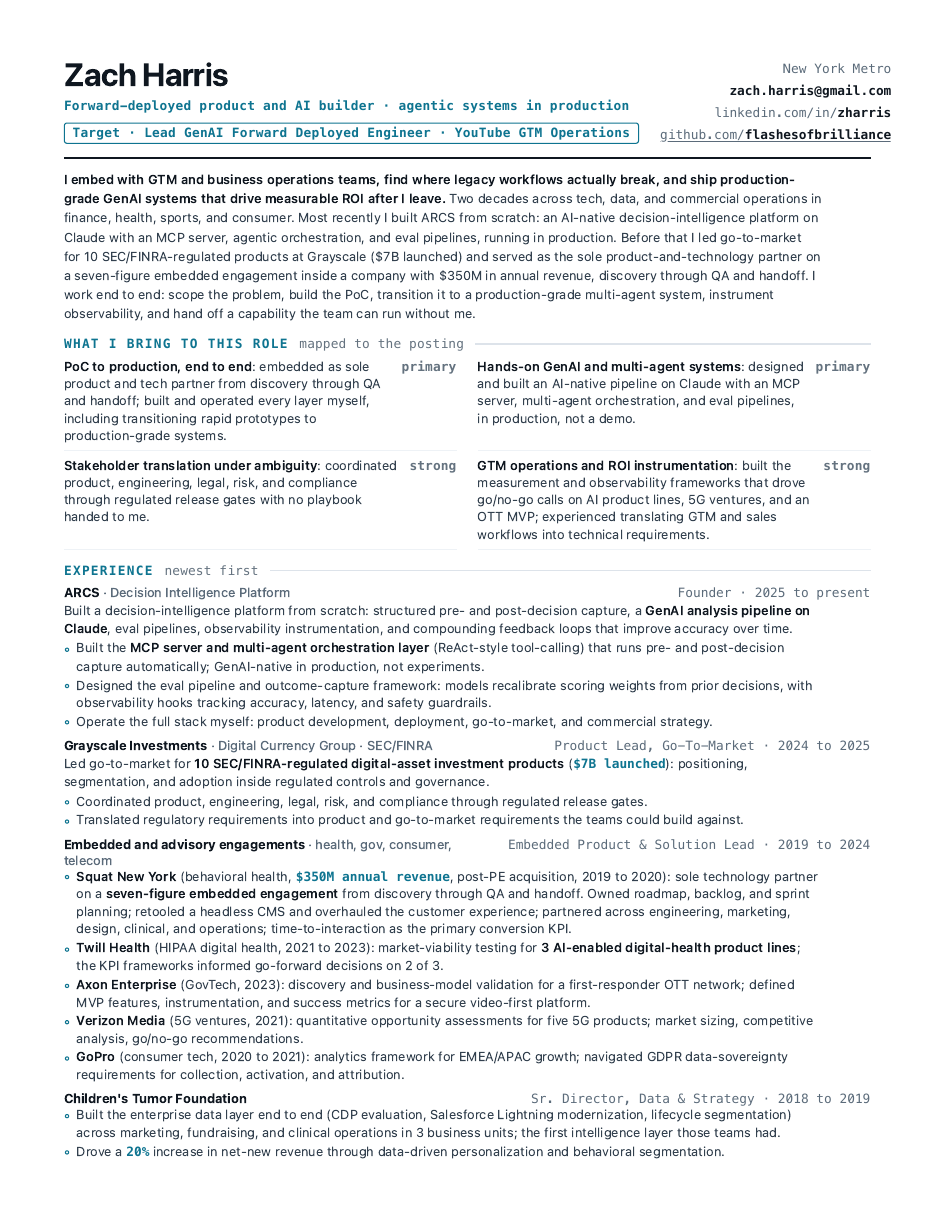 Zach Harris
Forward-deployed product and AI builder · agentic systems in production
Target · Lead GenAI Forward Deployed Engineer · YouTube GTM Operations
New York Metro
zach.harris@gmail.com
linkedin.com/in/zharris
github.com/flashesofbrilliance
I embed with GTM and business operations teams, find where legacy workflows actually break, and ship production-
grade GenAI systems that drive measurable ROI after I leave. Two decades across tech, data, and commercial operations in
finance, health, sports, and consumer. Most recently I built ARCS from scratch: an AI-native decision-intelligence platform on
Claude with an MCP server, agentic orchestration, and eval pipelines, running in production. Before that I led go-to-market
for 10 SEC/FINRA-regulated products at Grayscale ($7B launched) and served as the sole product-and-technology partner on
a seven-figure embedded engagement inside a company with $350M in annual revenue, discovery through QA and handoff. I
work end to end: scope the problem, build the PoC, transition it to a production-grade multi-agent system, instrument
observability, and hand off a capability the team can run without me.
WHAT I BRING TO THIS ROLE mapped to the posting
PoC to production, end to end: embedded as sole primary
product and tech partner from discovery through QA
and handoff; built and operated every layer myself,
including transitioning rapid prototypes to
production-grade systems.
Hands-on GenAI and multi-agent systems: designed primary
and built an AI-native pipeline on Claude with an MCP
server, multi-agent orchestration, and eval pipelines,
in production, not a demo.
Stakeholder translation under ambiguity: coordinated strong
product, engineering, legal, risk, and compliance
through regulated release gates with no playbook
handed to me.
GTM operations and ROI instrumentation: built the strong
measurement and observability frameworks that drove
go/no-go calls on AI product lines, 5G ventures, and an
OTT MVP; experienced translating GTM and sales
workflows into technical requirements.
EXPERIENCE newest first
ARCS · Decision Intelligence Platform Founder · 2025 to present
Built a decision-intelligence platform from scratch: structured pre- and post-decision capture, a GenAI analysis pipeline on
Claude, eval pipelines, observability instrumentation, and compounding feedback loops that improve accuracy over time.
Built the MCP server and multi-agent orchestration layer (ReAct-style tool-calling) that runs pre- and post-decision
capture automatically; GenAI-native in production, not experiments.
Designed the eval pipeline and outcome-capture framework: models recalibrate scoring weights from prior decisions, with
observability hooks tracking accuracy, latency, and safety guardrails.
Operate the full stack myself: product development, deployment, go-to-market, and commercial strategy.
Grayscale Investments · Digital Currency Group · SEC/FINRA Product Lead, Go-To-Market · 2024 to 2025
Led go-to-market for 10 SEC/FINRA-regulated digital-asset investment products ($7B launched): positioning,
segmentation, and adoption inside regulated controls and governance.
Coordinated product, engineering, legal, risk, and compliance through regulated release gates.
Translated regulatory requirements into product and go-to-market requirements the teams could build against.
Embedded and advisory engagements · health, gov, consumer, Embedded Product & Solution Lead · 2019 to 2024
telecom
Squat New York (behavioral health, $350M annual revenue, post-PE acquisition, 2019 to 2020): sole technology partner
on a seven-figure embedded engagement from discovery through QA and handoff. Owned roadmap, backlog, and sprint
planning; retooled a headless CMS and overhauled the customer experience; partnered across engineering, marketing,
design, clinical, and operations; time-to-interaction as the primary conversion KPI.
Twill Health (HIPAA digital health, 2021 to 2023): market-viability testing for 3 AI-enabled digital-health product lines;
the KPI frameworks informed go-forward decisions on 2 of 3.
Axon Enterprise (GovTech, 2023): discovery and business-model validation for a first-responder OTT network; defined
MVP features, instrumentation, and success metrics for a secure video-first platform.
Verizon Media (5G ventures, 2021): quantitative opportunity assessments for five 5G products; market sizing, competitive
analysis, go/no-go recommendations.
GoPro (consumer tech, 2020 to 2021): analytics framework for EMEA/APAC growth; navigated GDPR data-sovereignty
requirements for collection, activation, and attribution.
Children's Tumor Foundation Sr. Director, Data & Strategy · 2018 to 2019
Built the enterprise data layer end to end (CDP evaluation, Salesforce Lightning modernization, lifecycle segmentation)
across marketing, fundraising, and clinical operations in 3 business units; the first intelligence layer those teams had.
Drove a 20% increase in net-new revenue through data-driven personalization and behavioral segmentation.